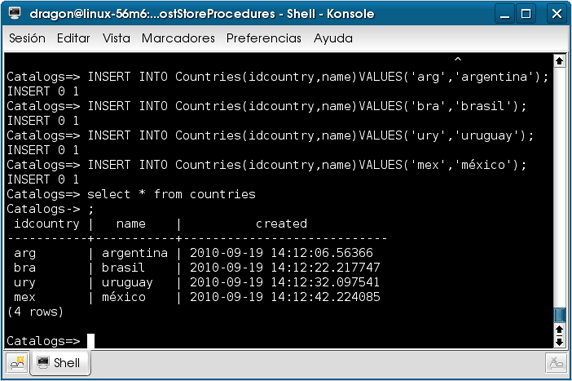 dragon@linux-56m6:...ostStoreProcedures - Shell - Konsole
Sesión Editar Vista Marcadores Preferencias Ayuda
^
Catalogs=> INSERT INTO Countries(idcountry,name)VALUES('arg','argentina');
INSERT 0 1
Catalogs=> INSERT INTO Countries(idcountry,name)VALUES('bra','brasil');
INSERT 0 1
Catalogs=> INSERT INTO Countries(idcountry,name)VALUES('ury','uruguay');
INSERT 0 1
Catalogs=> INSERT INTO Countries(idcountry,name)VALUES('mex','méxico');
INSERT 0 1
Catalogs=> select * from countries
Catalogs-> ;
 idcountry |   name    |          created
-----------+-----------+----------------------------
 arg       | argentina | 2010-09-19 14:12:06.56366
 bra       | brasil    | 2010-09-19 14:12:22.217747
 ury       | uruguay   | 2010-09-19 14:12:32.097541
 mex       | méxico    | 2010-09-19 14:12:42.224085
(4 rows)
Catalogs=>
Shell